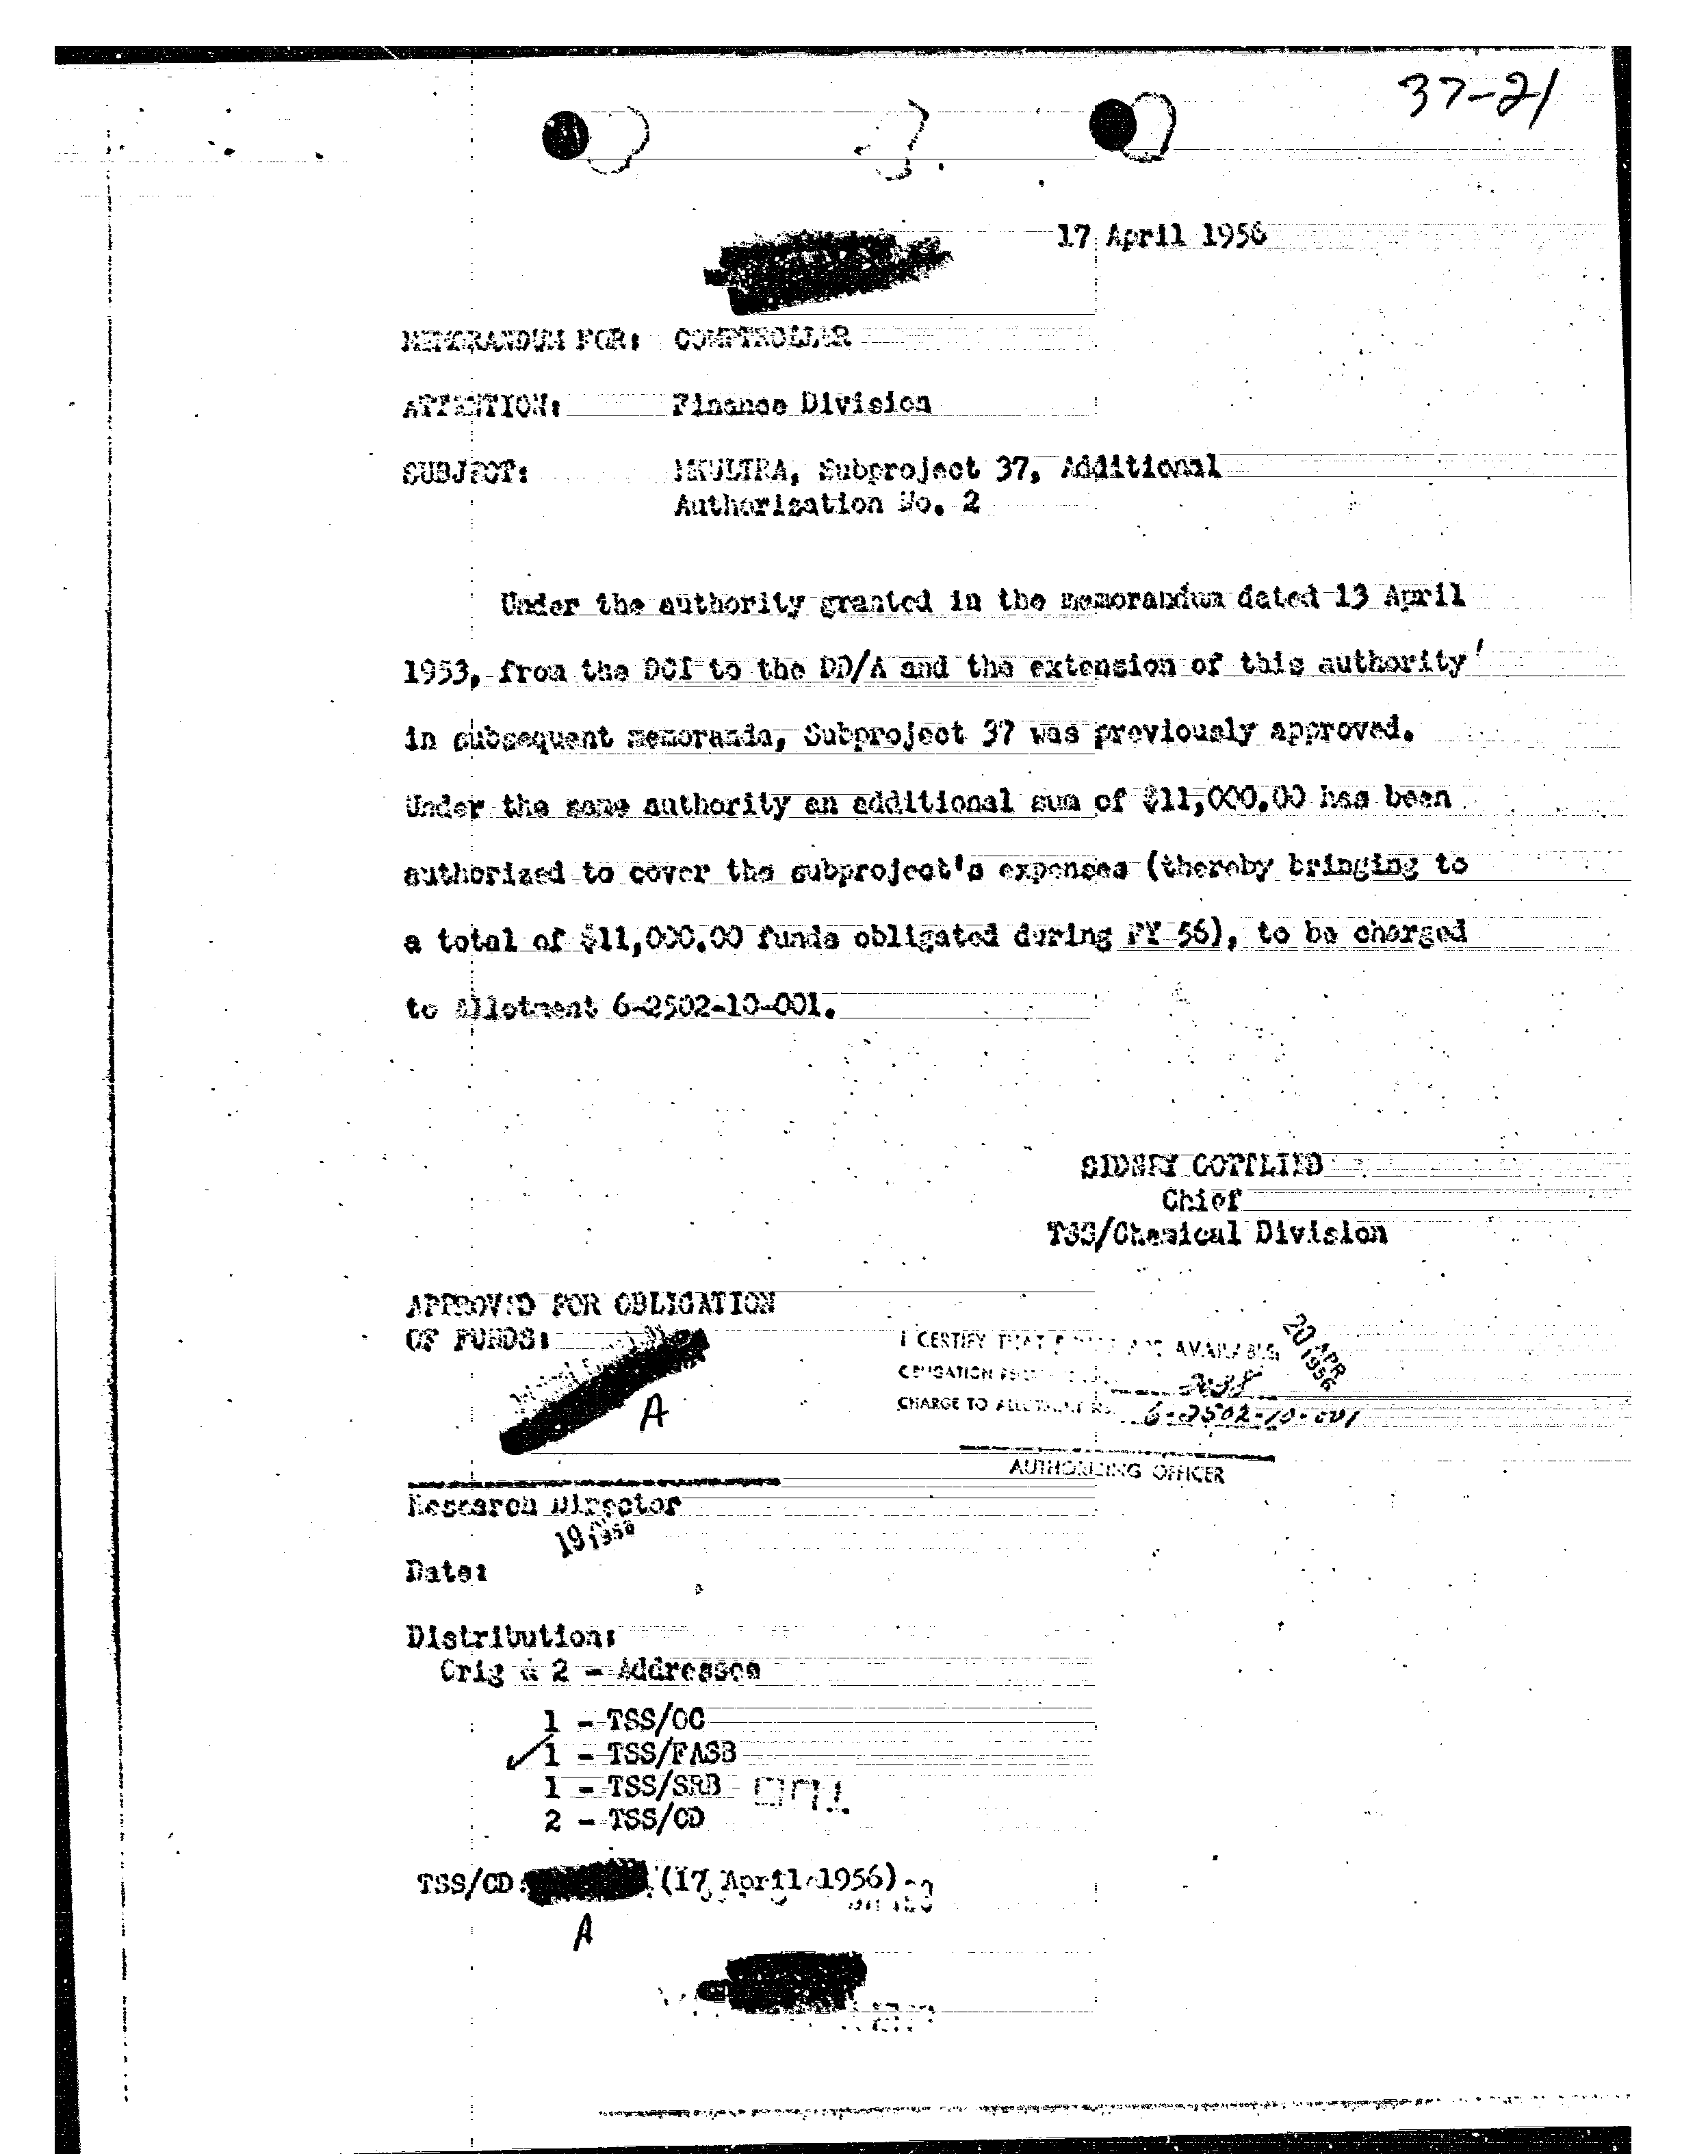 37-21
17 April 1956
MEMORANDUM FOR: COMPTROLLER
ATTENTION: Finance Division
SUBJECT: MKULTRA, Subproject 37, Additional
Authorization No. 2
Under the authority granted in the memorandum dated 13 April
1953, from the DCI to the DD/A and the extension of this authority
in subsequent memoranda, Subproject 37 was previously approved.
Under the same authority an additional sum of $11,000.00 has been
authorized to cover the subproject's expenses (thereby bringing to
a total of $11,000.00 funds obligated during FY 56), to be charged
to Allotment 6-2502-10-001.
SIDNEY GOTTLIEB
Chief
TSS/Chemical Division
APPROVED FOR OBLIGATION
OF FUNDS:
A
I CERTIFY THAT AVAILABLE
20 APR 1956
OBLIGATION
CHARGE TO ALLOTMENT 6-2502-10-001
AUTHORIZING OFFICER
Research Director
19 1956
Date:
Distribution:
Orig & 2 - Addressee
1 - TSS/OC
1 - TSS/FASB
1 - TSS/SRB
2 - TSS/CD
TSS/CD: (17 April 1956)
A